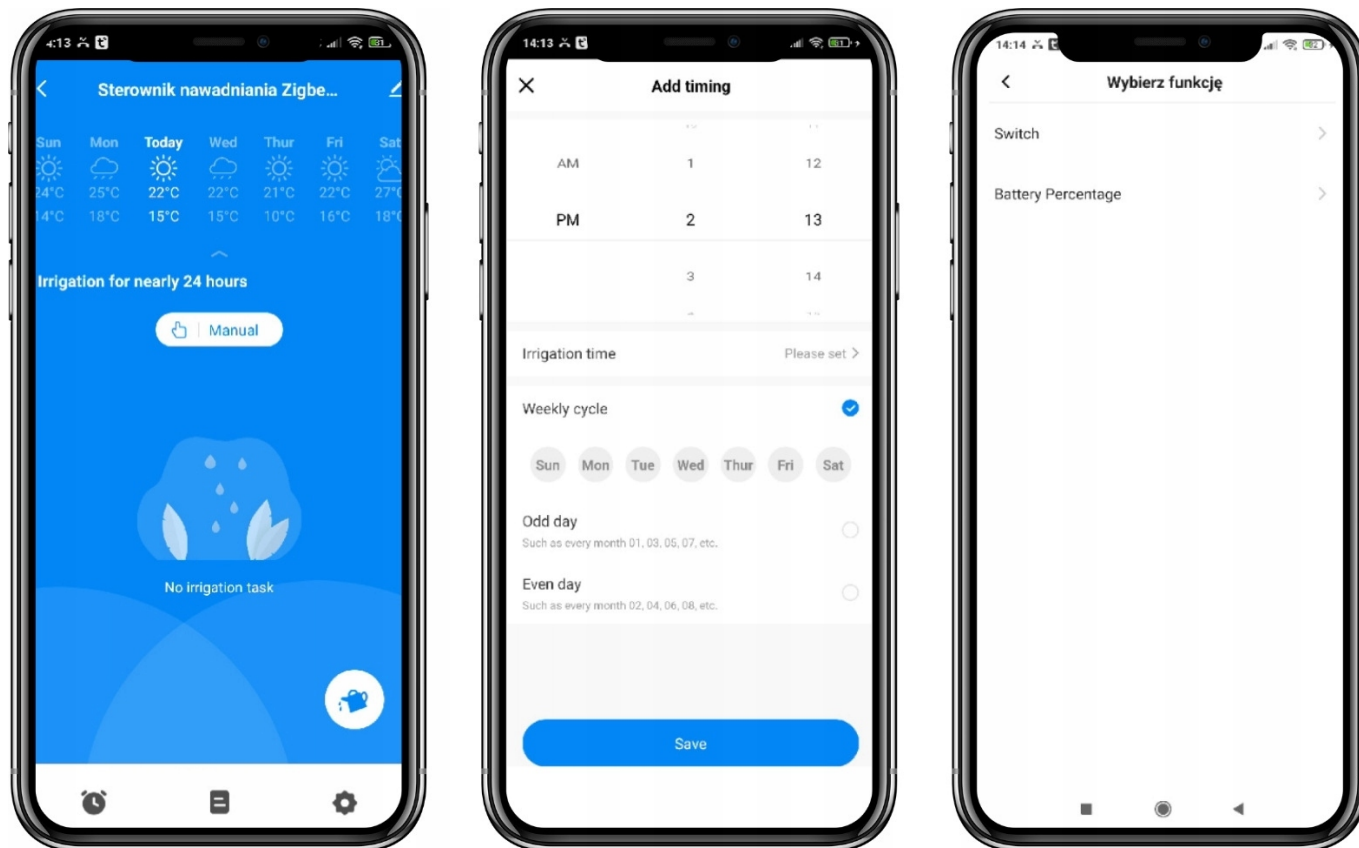 4:13
81
Sterownik nawadniania Zigbe...
Sun Mon Today Wed Thur Fri Sat
24°C 25°C 22°C 22°C 21°C 22°C 27°C
14°C 18°C 15°C 15°C 10°C 16°C 18°C
Irrigation for nearly 24 hours
Manual
No irrigation task
14:13
81
Add timing
AM 1 12
PM 2 13
3 14
Irrigation time Please set >
Weekly cycle
Sun Mon Tue Wed Thur Fri Sat
Odd day
Such as every month 01, 03, 05, 07, etc.
Even day
Such as every month 02, 04, 06, 08, etc.
Save
14:14
82
Wybierz funkcję
Switch >
Battery Percentage >